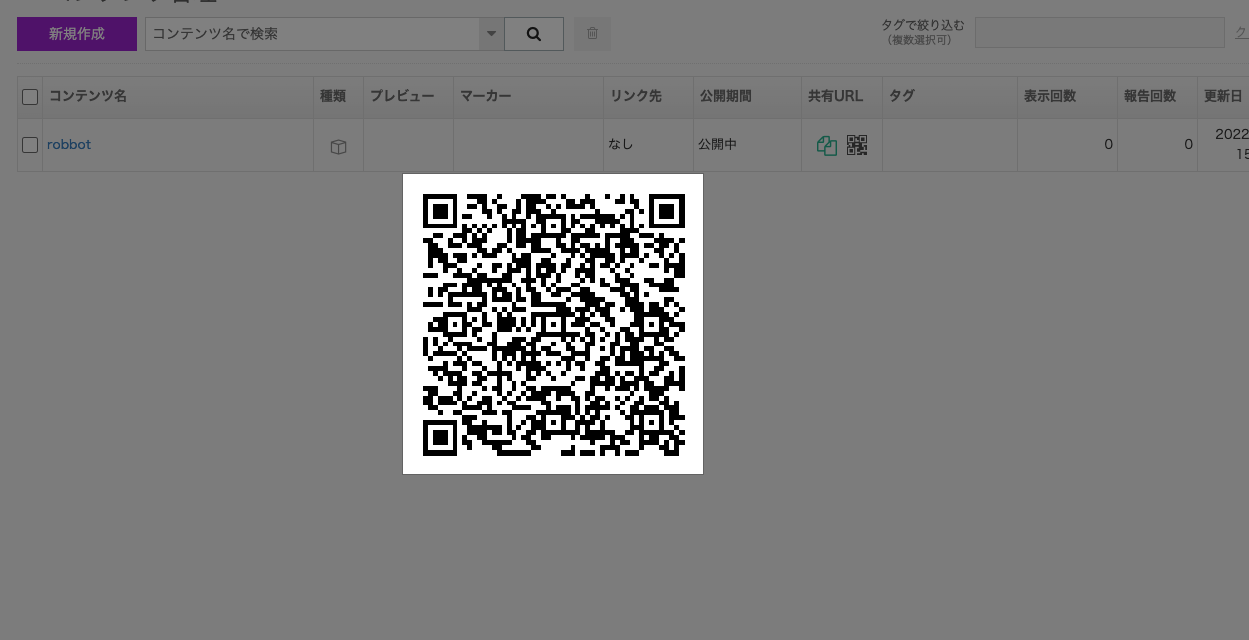 新規作成
コンテンツ名で検索
タグで絞り込む
（複数選択可）
ク
コンテンツ名 種類 プレビュー マーカー リンク先 公開期間 共有URL タグ 表示回数 報告回数 更新日
robbot なし 公開中 0 0 2022
15